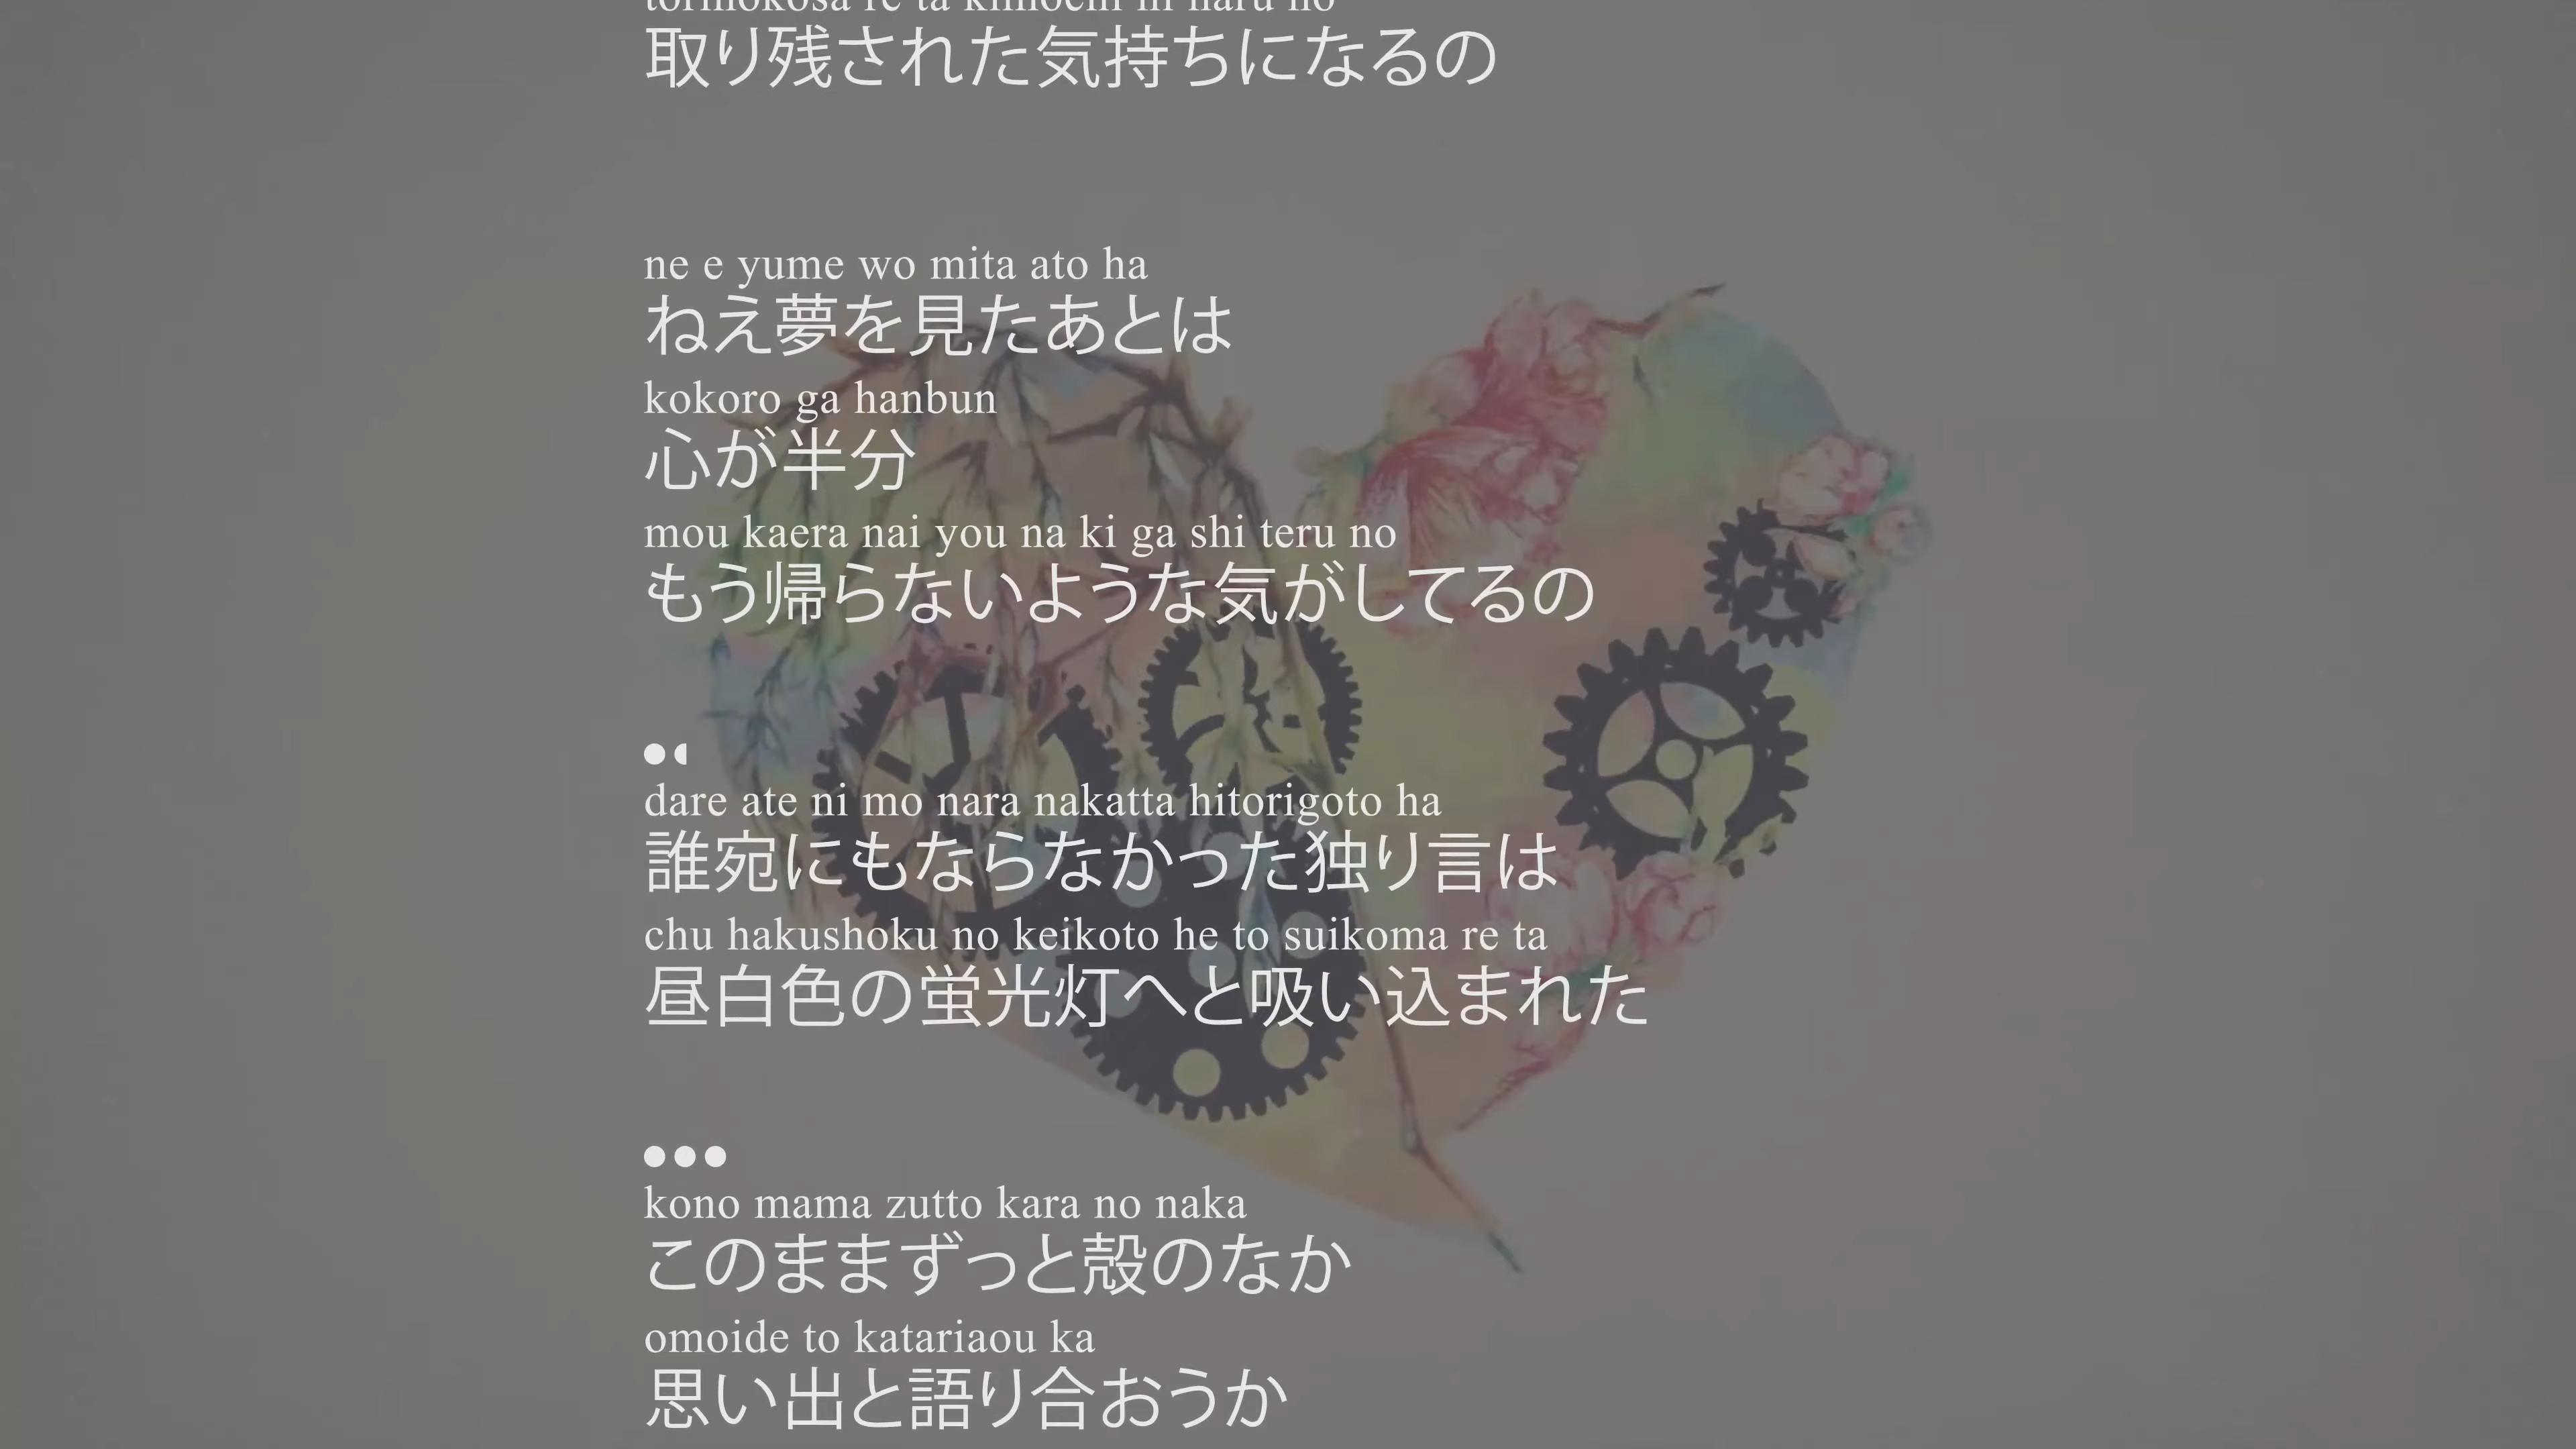 torinokosa re ta kimochi ni naru no
取り残された気持ちになるの
ne e yume wo mita ato ha
ねえ夢を見たあとは
kokoro ga hanbun
心が半分
mou kaera nai you na ki ga shi teru no
もう帰らないような気がしてるの
dare ate ni mo nara nakatta hitorigoto ha
誰宛にもならなかった独り言は
chu hakushoku no keikoto he to suikoma re ta
昼白色の蛍光灯へと吸い込まれた
kono mama zutto kara no naka
このままずっと殻のなか
omoide to katariaou ka
思い出と語り合おうか